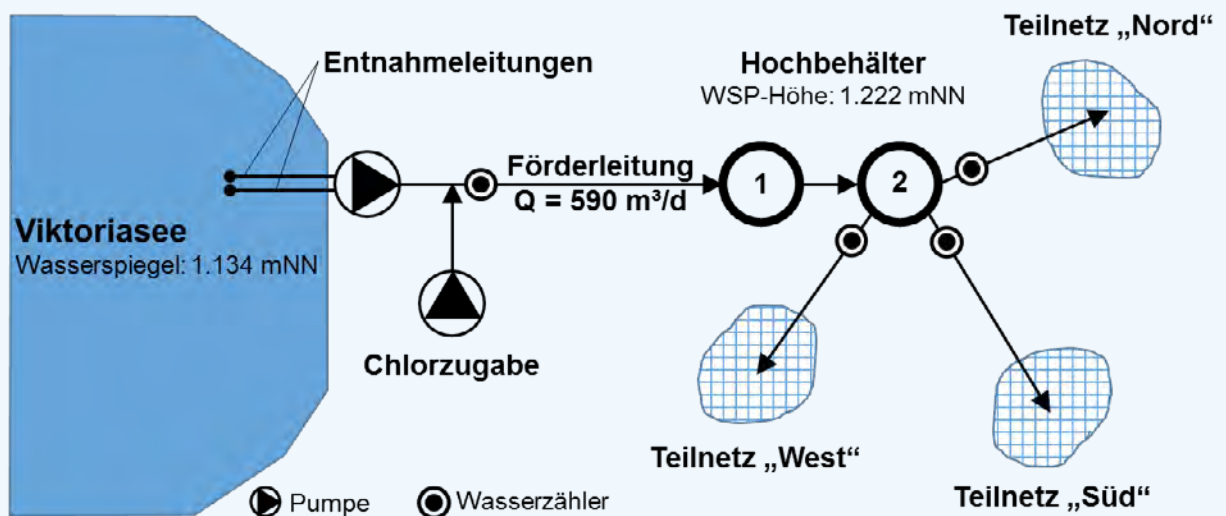 Teilnetz „Nord“
Entnahmeleitungen
Hochbehälter
WSP-Höhe: 1.222 mNN
Förderleitung
Q = 590 m³/d
1
2
Viktoriasee
Wasserspiegel: 1.134 mNN
Chlorzugabe
Teilnetz „West“
Teilnetz „Süd“
Pumpe
Wasserzähler